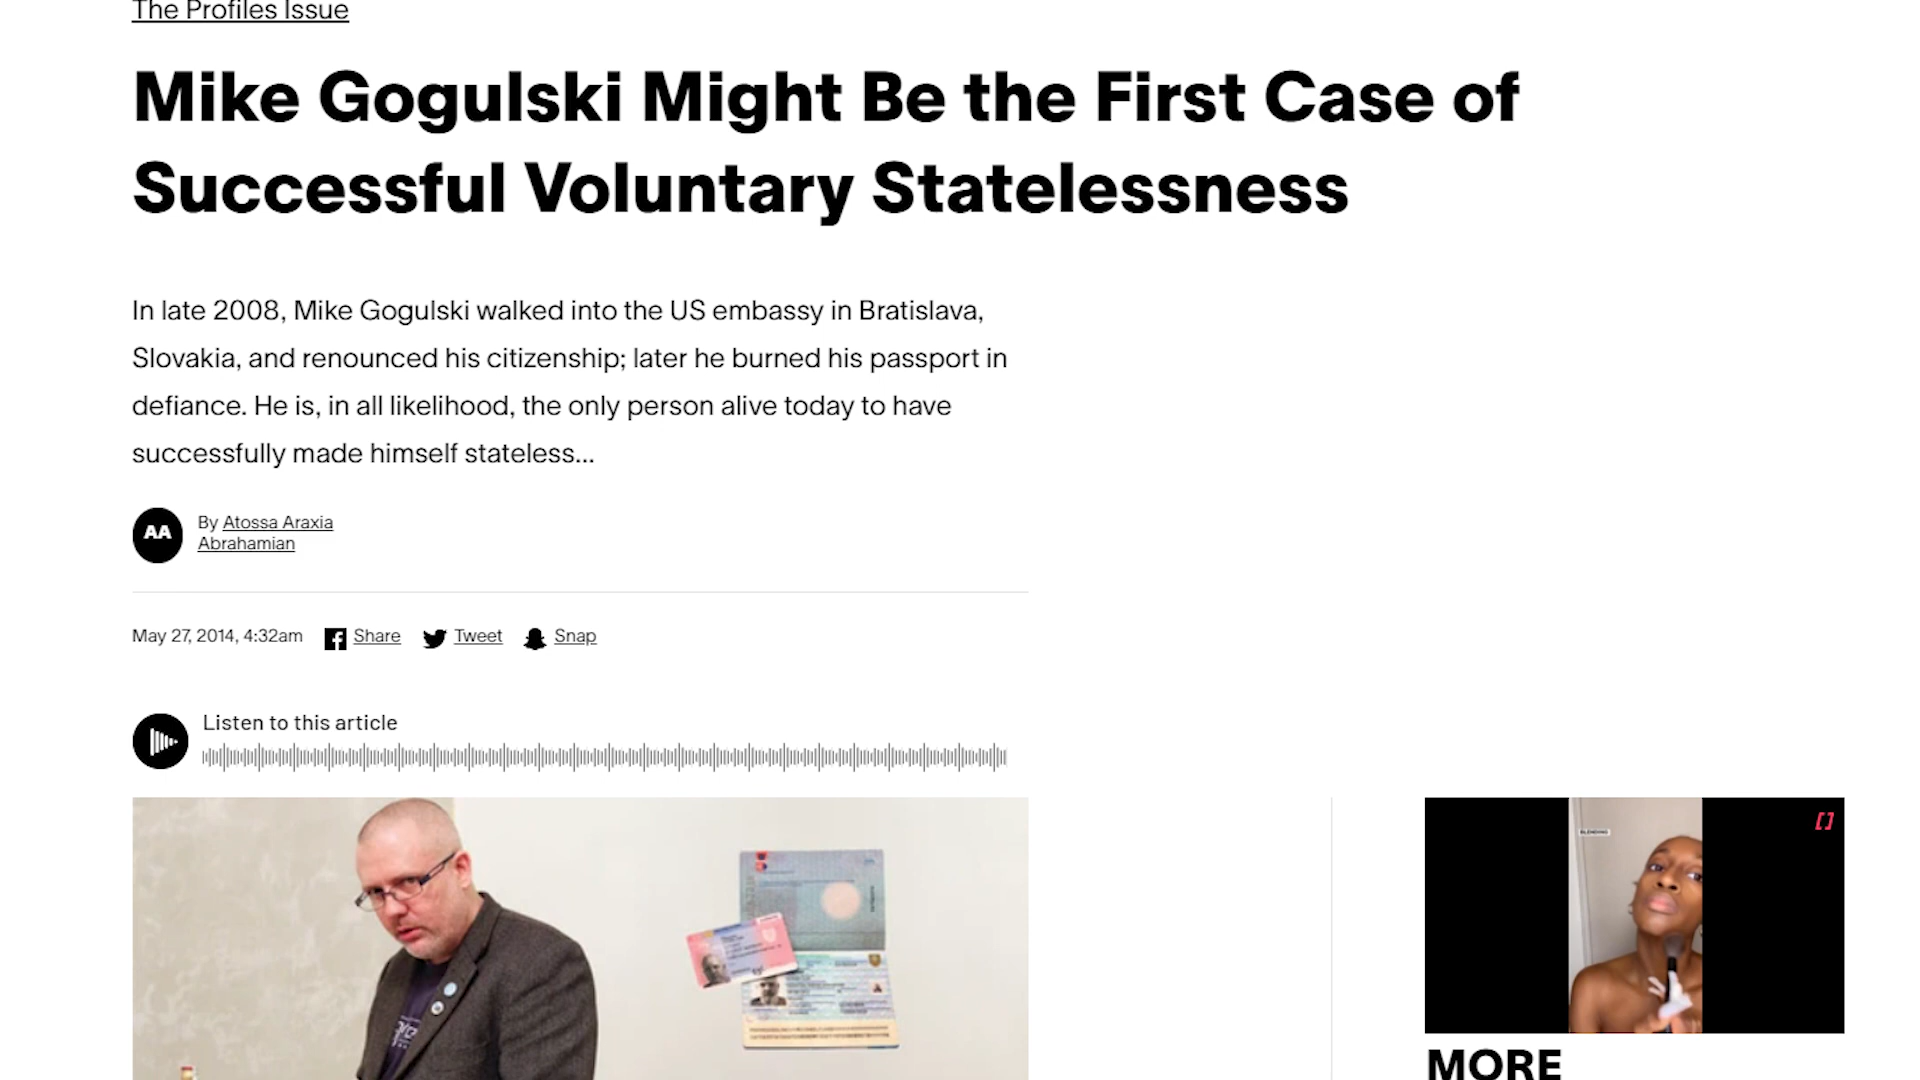 The Profiles Issue
Mike Gogulski Might Be the First Case of
Successful Voluntary Statelessness
In late 2008, Mike Gogulski walked into the US embassy in Bratislava,
Slovakia, and renounced his citizenship; later he burned his passport in
defiance. He is, in all likelihood, the only person alive today to have
successfully made himself stateless...
AA
By Atossa Araxia
Abrahamian
May 27, 2014, 4:32am Share Tweet Snap
Listen to this article
BLENDING
MORE